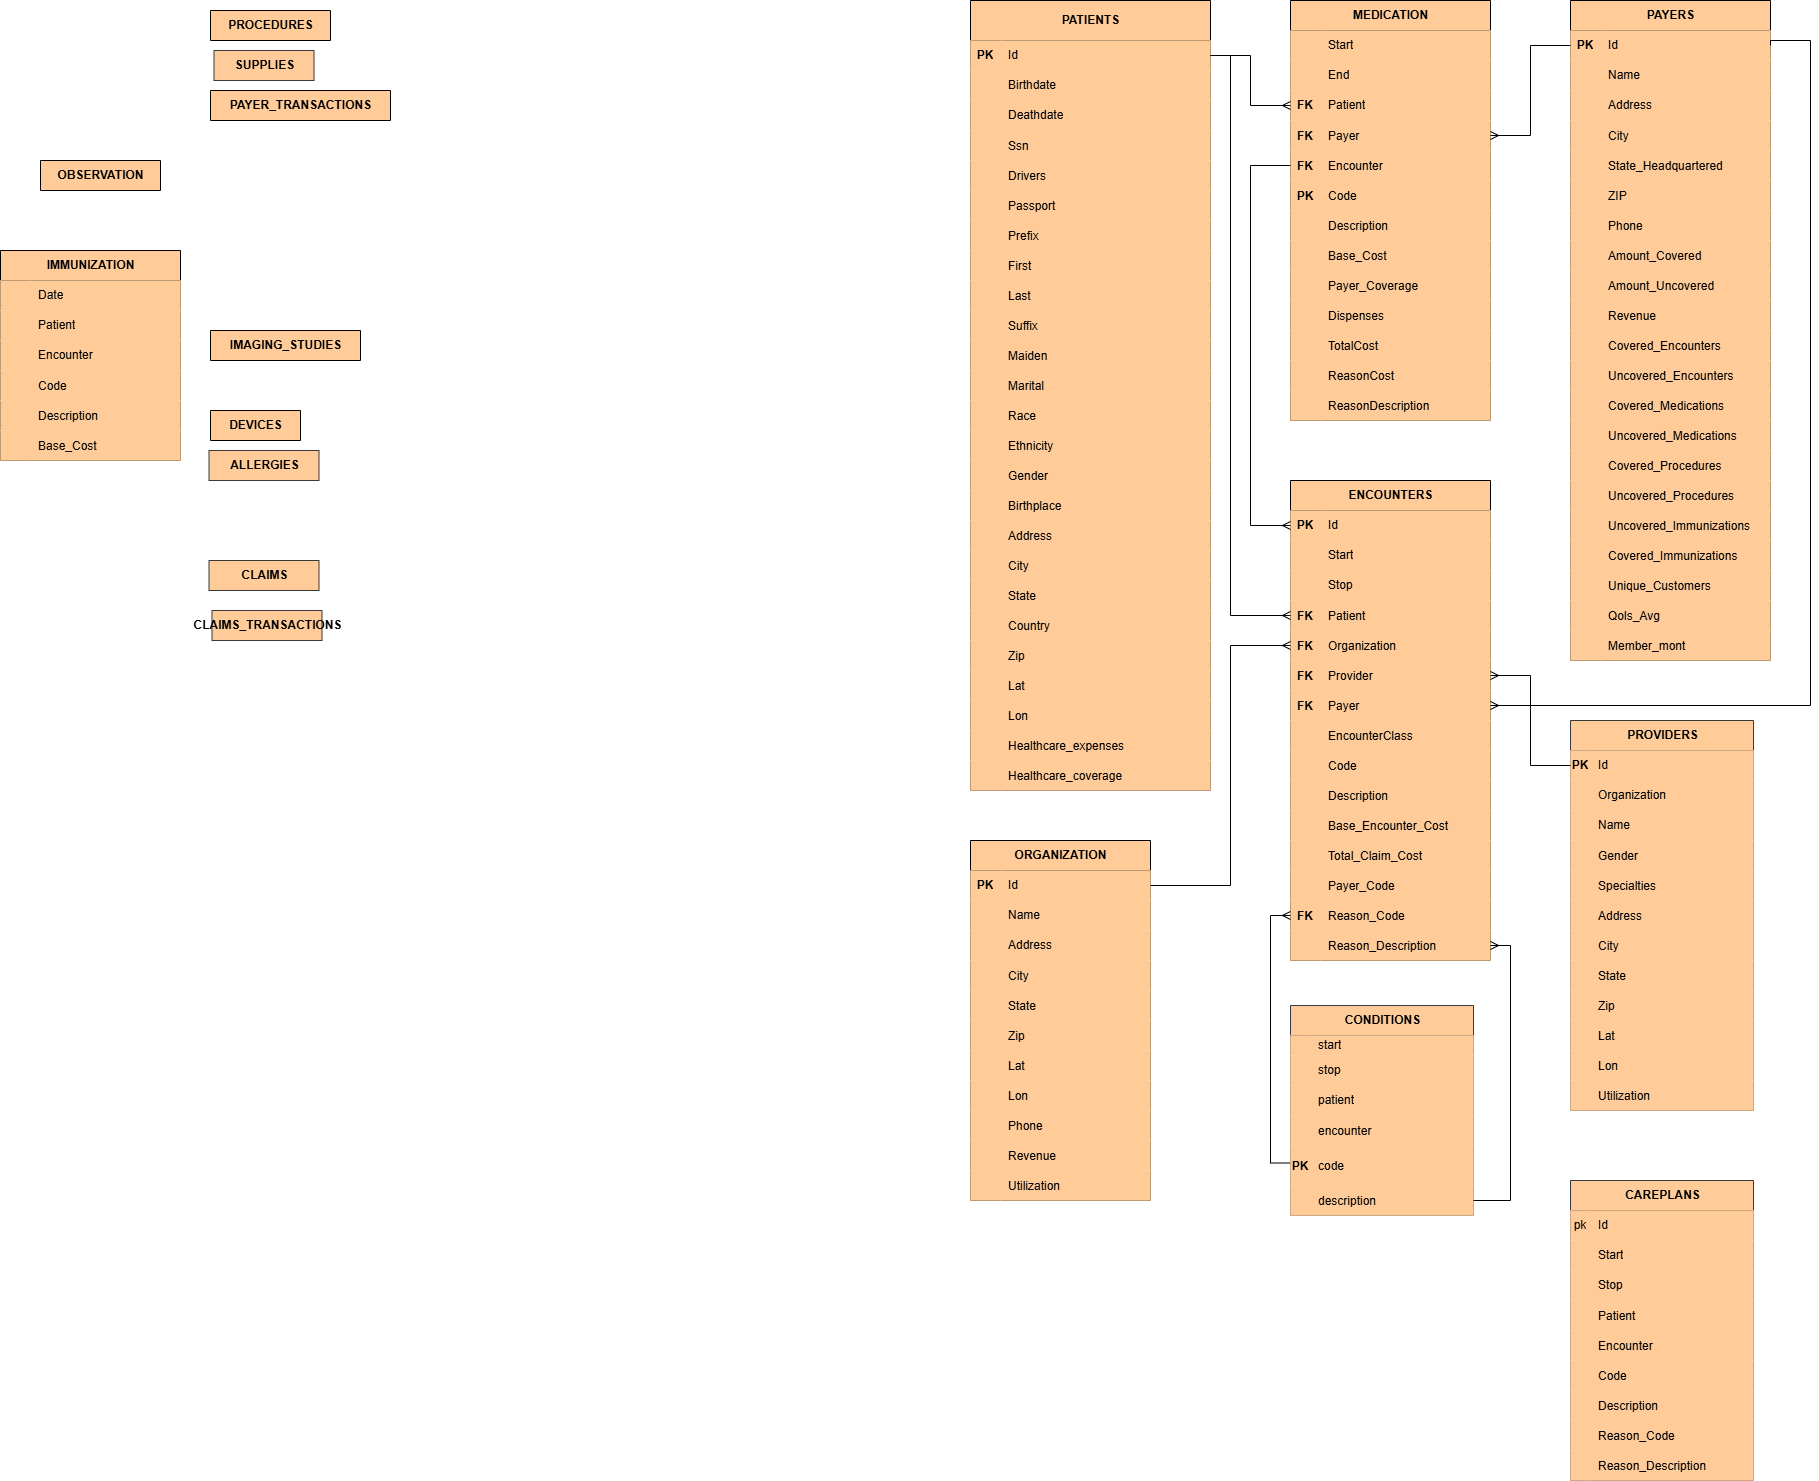 PROCEDURES
SUPPLIES
PAYER_TRANSACTIONS
OBSERVATION
IMMUNIZATION
Date
Patient
Encounter
Code
Description
Base_Cost
IMAGING_STUDIES
DEVICES
ALLERGIES
CLAIMS
CLAIMS_TRANSACTIONS
PATIENTS
PK Id
Birthdate
Deathdate
Ssn
Drivers
Passport
Prefix
First
Last
Suffix
Maiden
Marital
Race
Ethnicity
Gender
Birthplace
Address
City
State
Country
Zip
Lat
Lon
Healthcare_expenses
Healthcare_coverage
ORGANIZATION
PK Id
Name
Address
City
State
Zip
Lat
Lon
Phone
Revenue
Utilization
MEDICATION
Start
End
FK Patient
FK Payer
FK Encounter
PK Code
Description
Base_Cost
Payer_Coverage
Dispenses
TotalCost
ReasonCost
ReasonDescription
ENCOUNTERS
PK Id
Start
Stop
FK Patient
FK Organization
FK Provider
FK Payer
EncounterClass
Code
Description
Base_Encounter_Cost
Total_Claim_Cost
Payer_Code
FK Reason_Code
Reason_Description
CONDITIONS
start
stop
patient
encounter
PK code
description
PAYERS
PK Id
Name
Address
City
State_Headquartered
ZIP
Phone
Amount_Covered
Amount_Uncovered
Revenue
Covered_Encounters
Uncovered_Encounters
Covered_Medications
Uncovered_Medications
Covered_Procedures
Uncovered_Procedures
Uncovered_Immunizations
Covered_Immunizations
Unique_Customers
Qols_Avg
Member_mont
PROVIDERS
PK Id
Organization
Name
Gender
Specialties
Address
City
State
Zip
Lat
Lon
Utilization
CAREPLANS
pk Id
Start
Stop
Patient
Encounter
Code
Description
Reason_Code
Reason_Description